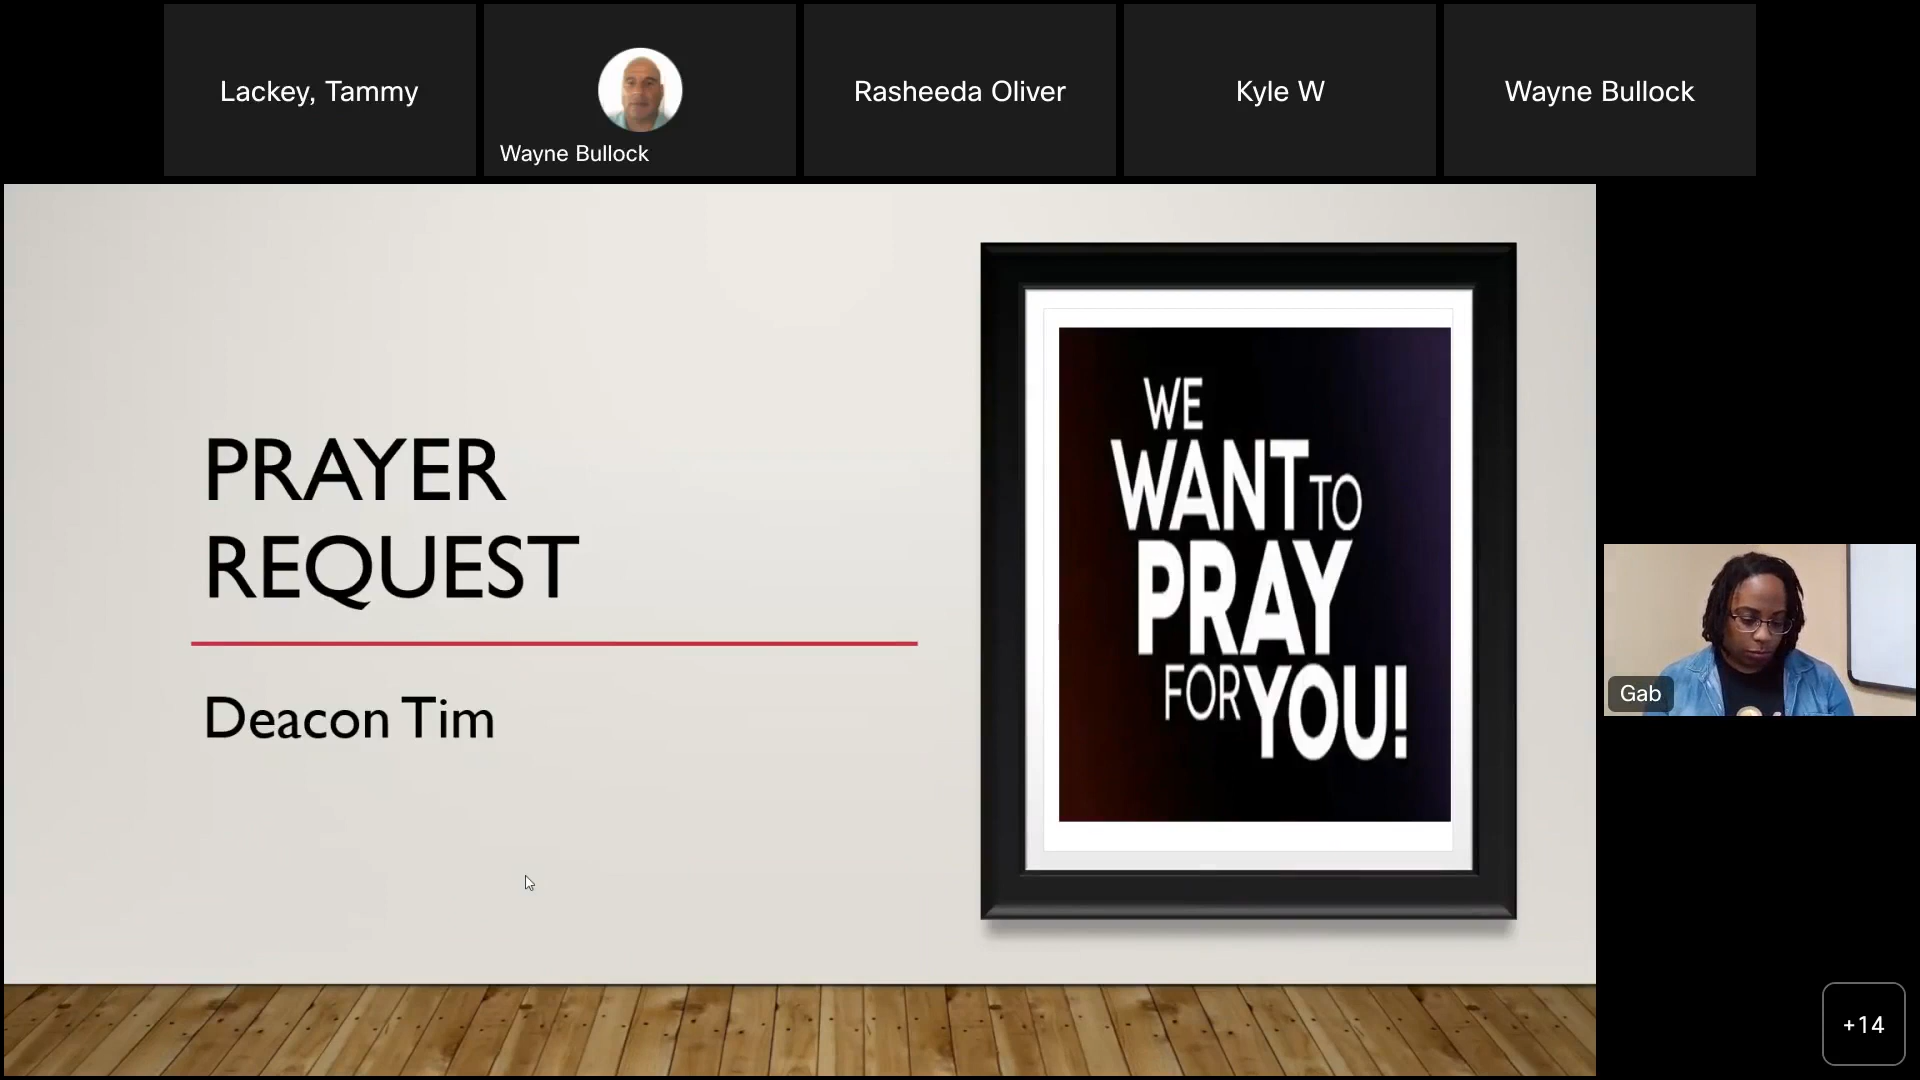 Lackey, Tammy
Wayne Bullock
Rasheeda Oliver
Kyle W
Wayne Bullock
PRAYER
REQUEST
Deacon Tim
WE
WANT TO
PRAY
FOR YOU!
Gab
+14